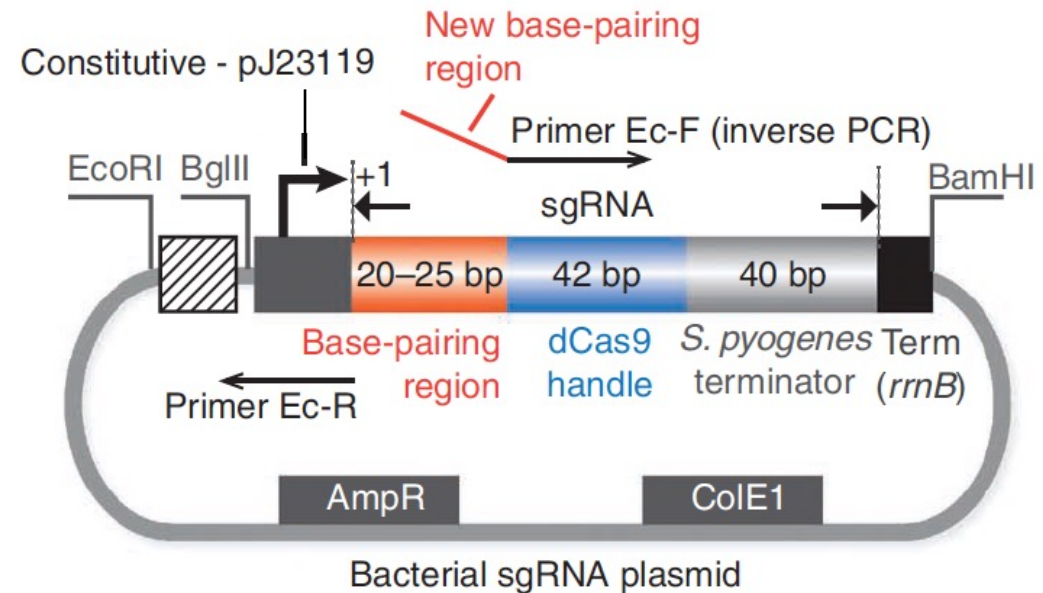 New base-pairing
region
Constitutive - pJ23119
Primer Ec-F (inverse PCR)
EcoRI BglII
+1
sgRNA
BamHI
20–25 bp 42 bp 40 bp
Base-pairing
region
dCas9
handle
S. pyogenes
terminator
Term
(rrnB)
Primer Ec-R
AmpR ColE1
Bacterial sgRNA plasmid